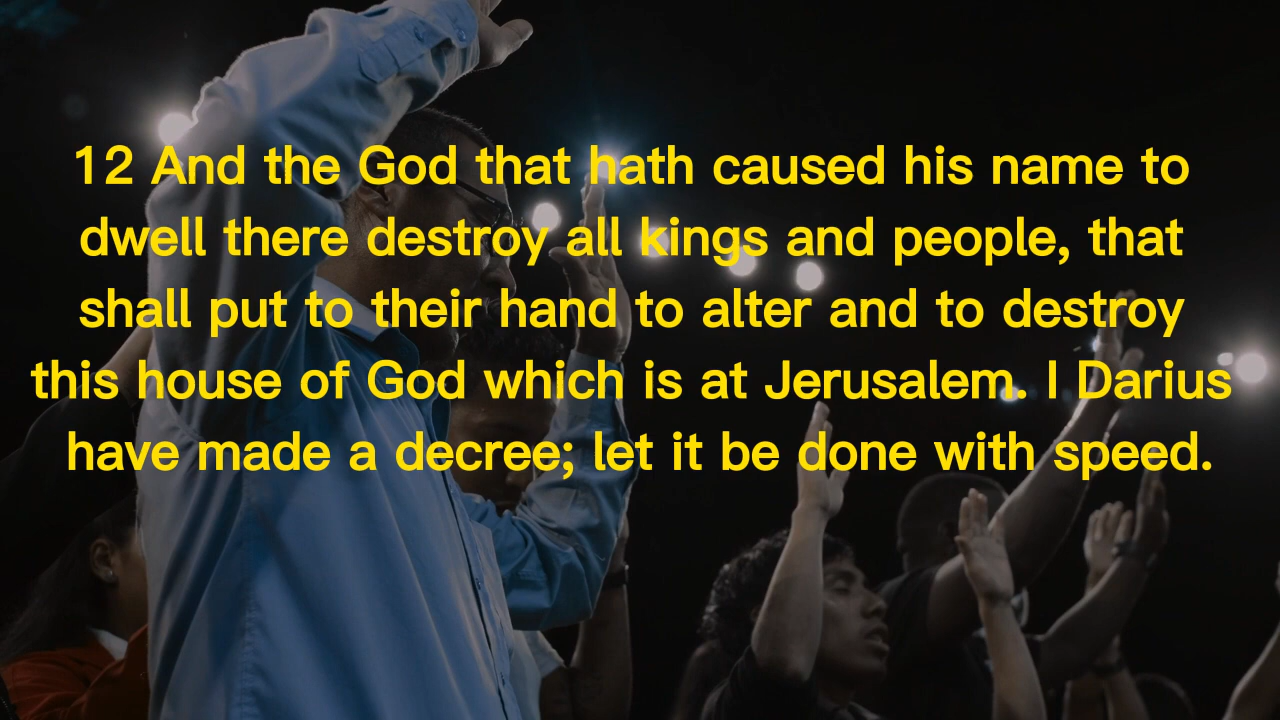 12 And the God that hath caused his name to
dwell there destroy all kings and people, that
shall put to their hand to alter and to destroy
this house of God which is at Jerusalem. I Darius
have made a decree; let it be done with speed.